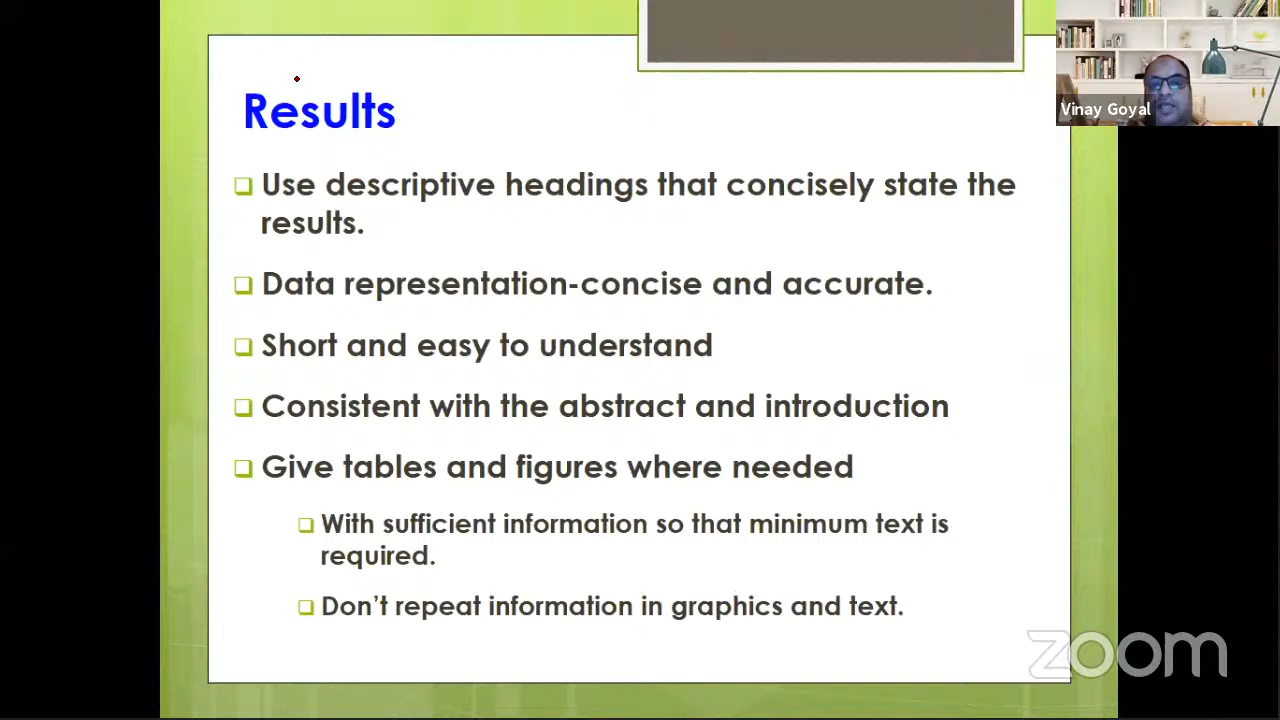 Results
Use descriptive headings that concisely state the
results.
Data representation-concise and accurate.
Short and easy to understand
Consistent with the abstract and introduction
Give tables and figures where needed
With sufficient information so that minimum text is
required.
Don't repeat information in graphics and text.
Vinay Goyal
zoom